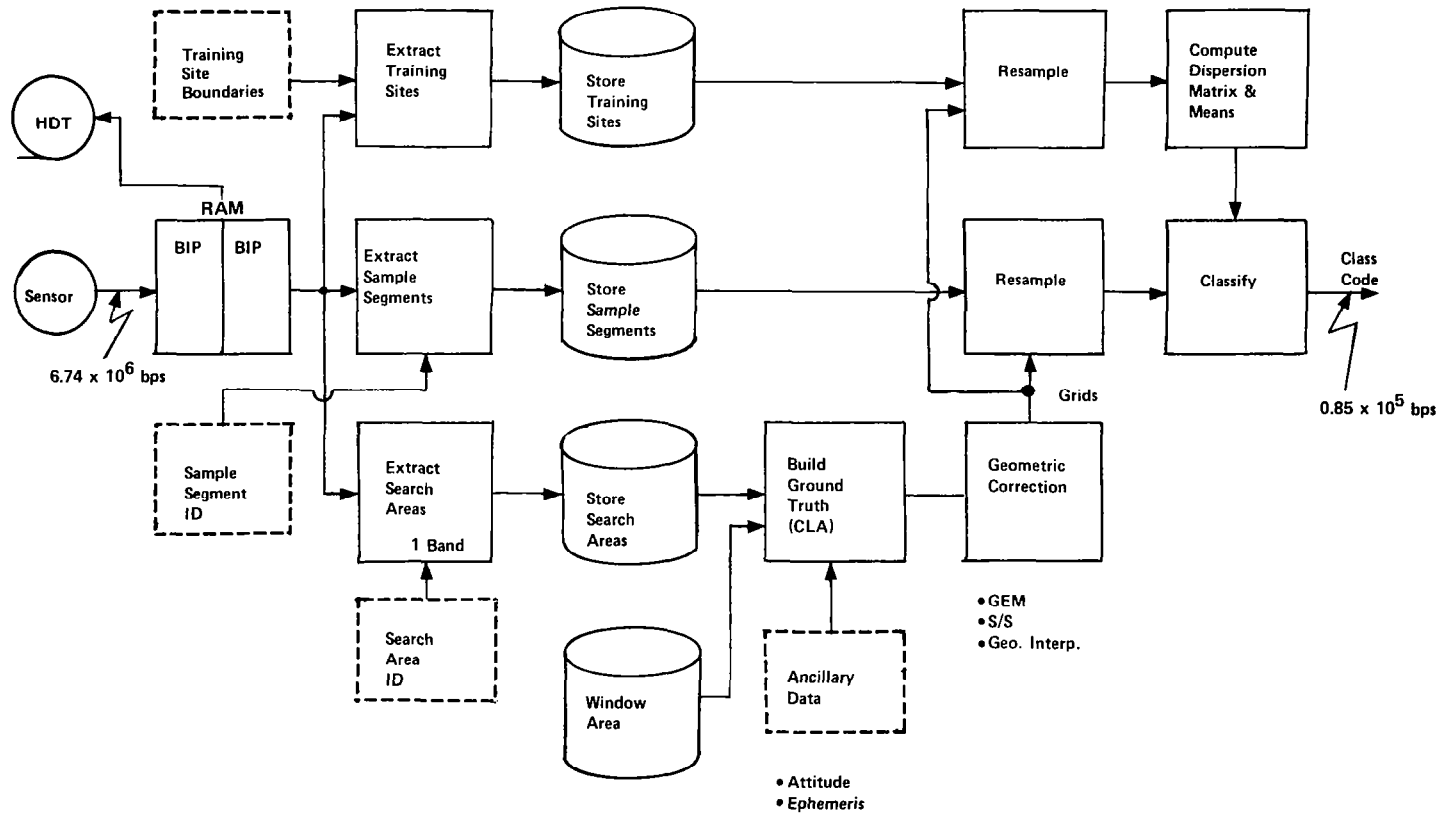 Training
Site
Boundaries
Extract
Training
Sites
Store
Training
Sites
Resample
Compute
Dispersion
Matrix &
Means
HDT
RAM
BIP
BIP
Sensor
6.74 x 10^6 bps
Extract
Sample
Segments
Store
Sample
Segments
Resample
Classify
Class
Code
0.85 x 10^5 bps
Grids
Sample
Segment
ID
Extract
Search
Areas
1 Band
Store
Search
Areas
Build
Ground
Truth
(CLA)
Geometric
Correction
•GEM
•S/S
•Geo. Interp.
Search
Area
ID
Window
Area
Ancillary
Data
• Attitude
• Ephemeris